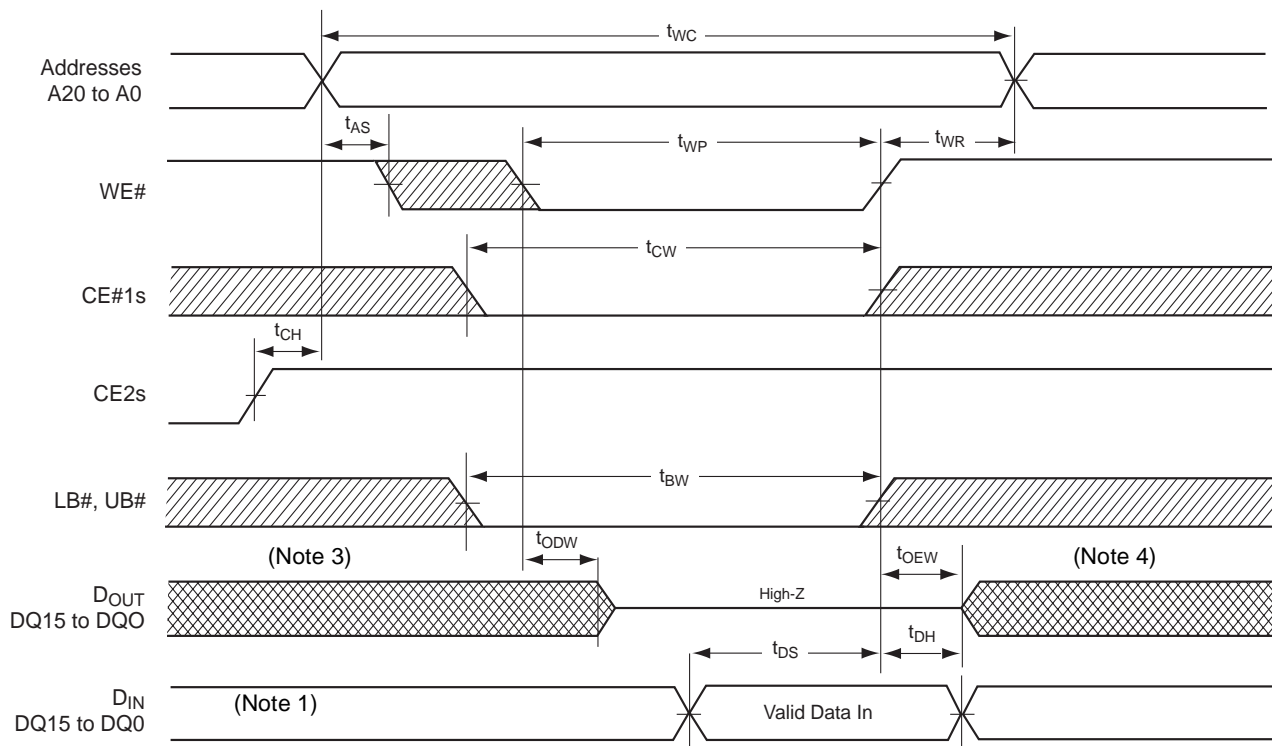 tWC
Addresses
A20 to A0
tAS
tWP
tWR
WE#
tCW
CE#1s
tCH
CE2s
tBW
LB#, UB#
(Note 3)
tODW
tOEW
(Note 4)
DOUT
DQ15 to DQO
High-Z
tDS
tDH
DIN
DQ15 to DQ0
(Note 1)
Valid Data In